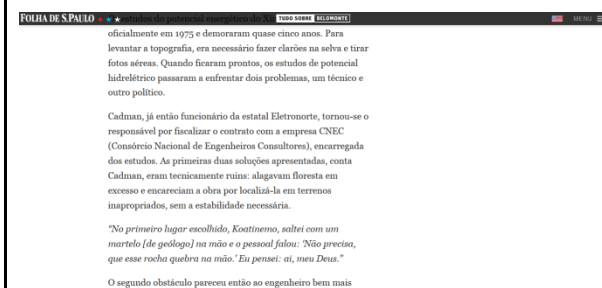 FOLHA DE S.PAULO TUDO SOBRE BELO MONTE MENU
estudos do potencial energético do Xi
oficialmente em 1975 e demoraram quase cinco anos. Para
levantar a topografia, era necessário fazer clarões na selva e tirar
fotos aéreas. Quando ficaram prontos, os estudos de potencial
hidrelétrico passaram a enfrentar dois problemas, um técnico e
outro político.
Cadman, já então funcionário da estatal Eletronorte, tornou-se o
responsável por fiscalizar o contrato com a empresa CNEC
(Consórcio Nacional de Engenheiros Consultores), encarregada
dos estudos. As primeiras duas soluções apresentadas, conta
Cadman, eram tecnicamente ruins: alagavam floresta em
excesso e encareciam a obra por localizá-la em terrenos
inapropriados, sem a estabilidade necessária.
"No primeiro lugar escolhido, Koatinemo, saltei com um
martelo [de geólogo] na mão e o pessoal falou: 'Não precisa,
que esse rocha quebra na mão.' Eu pensei: ai, meu Deus."
O segundo obstáculo pareceu então ao engenheiro bem mais